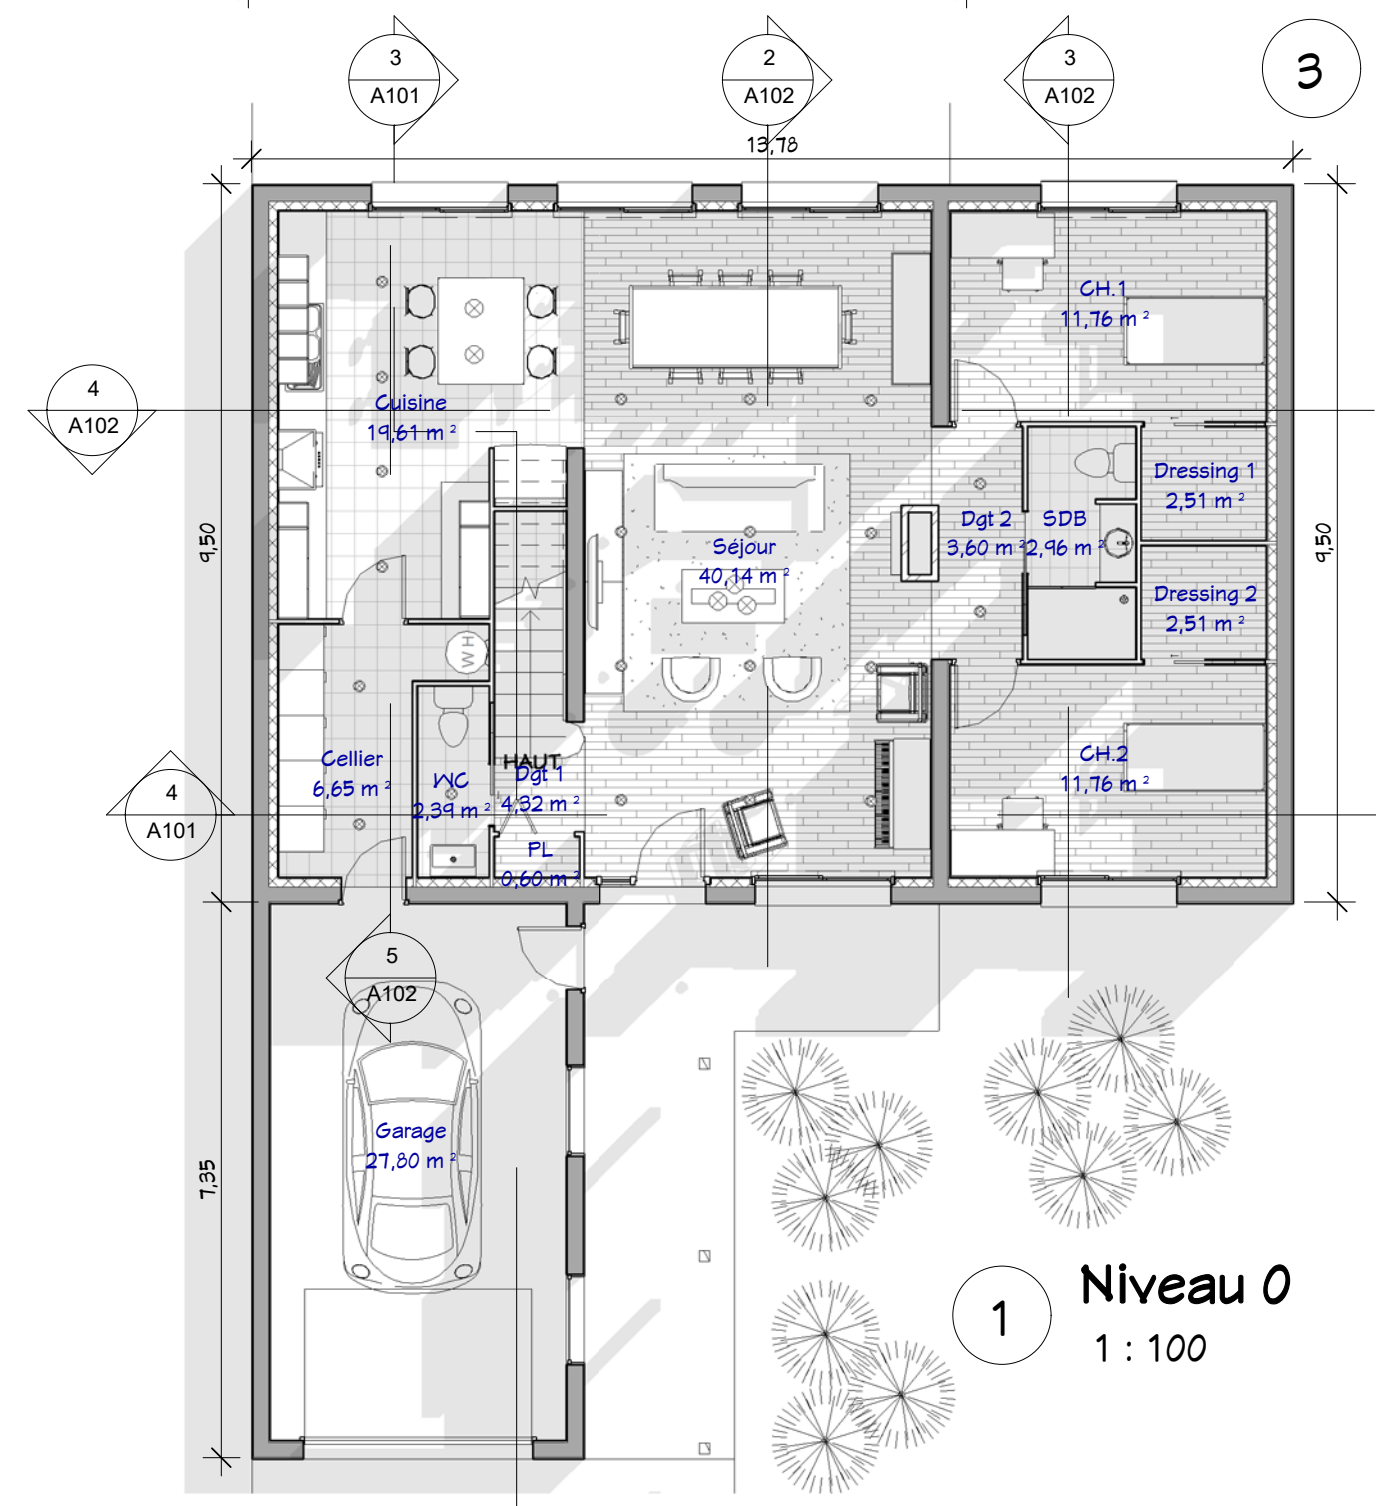 3
A101
2
A102
3
A102
3
13,78
CH.1
11,76 m ²
4
A102
Cuisine
19,61 m ²
9,50
9,50
Dressing 1
2,51 m ²
Séjour
40,14 m ²
Dgt 2
3,60 m ²
SDB
2,96 m ²
Dressing 2
2,51 m ²
WH
Cellier
6,65 m ²
WC
2,39 m ²
HAUT
Dgt 1
4,32 m ²
CH.2
11,76 m ²
4
A101
PL
0,60 m ²
5
A102
Garage
27,80 m ²
7,35
1
Niveau 0
1 : 100